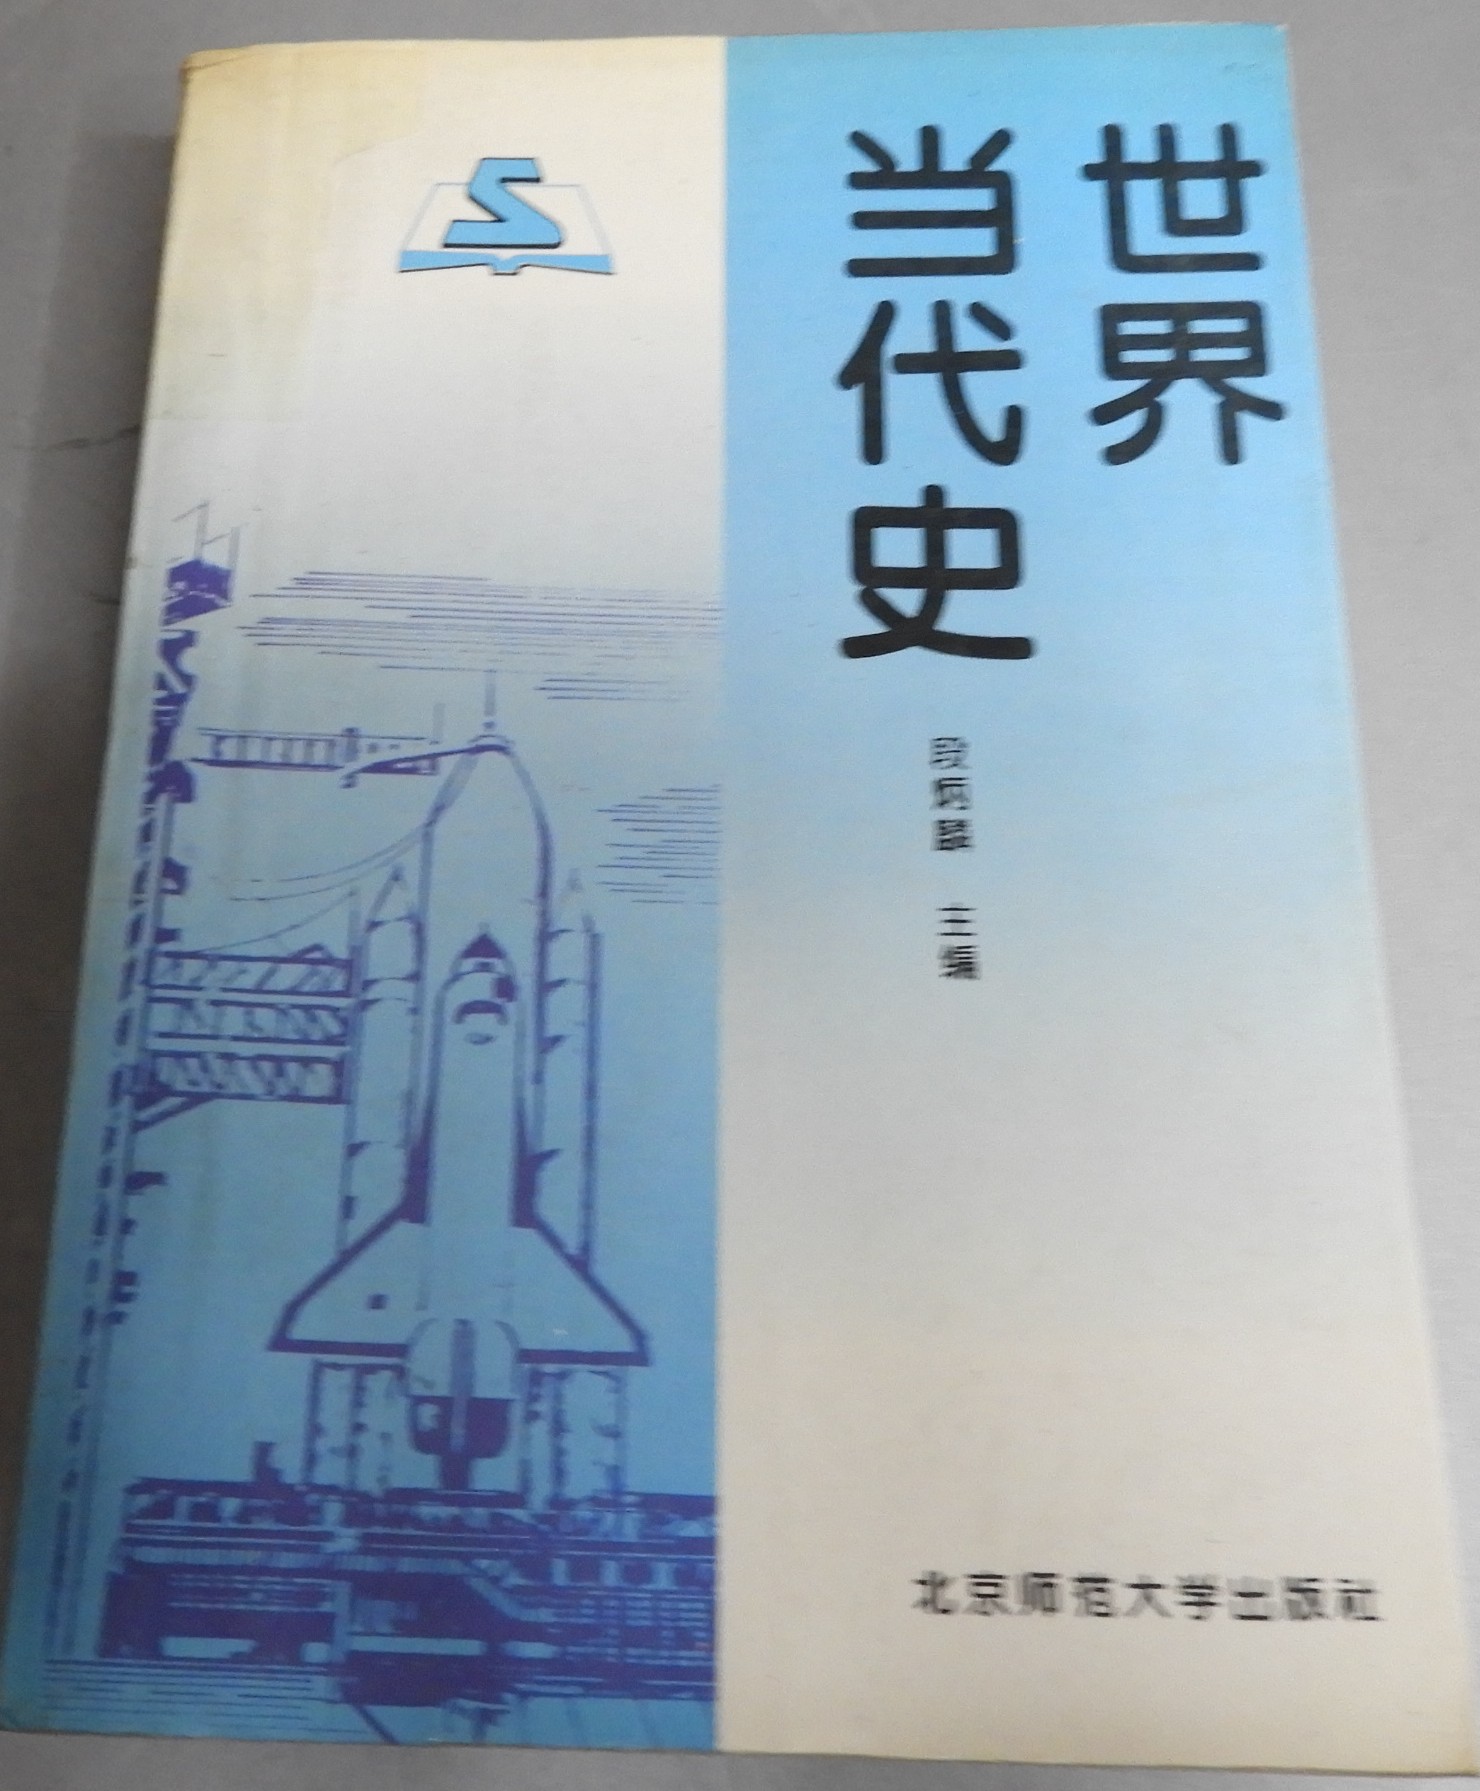 世界
当代史
段炳麟 主编
北京师范大学出版社